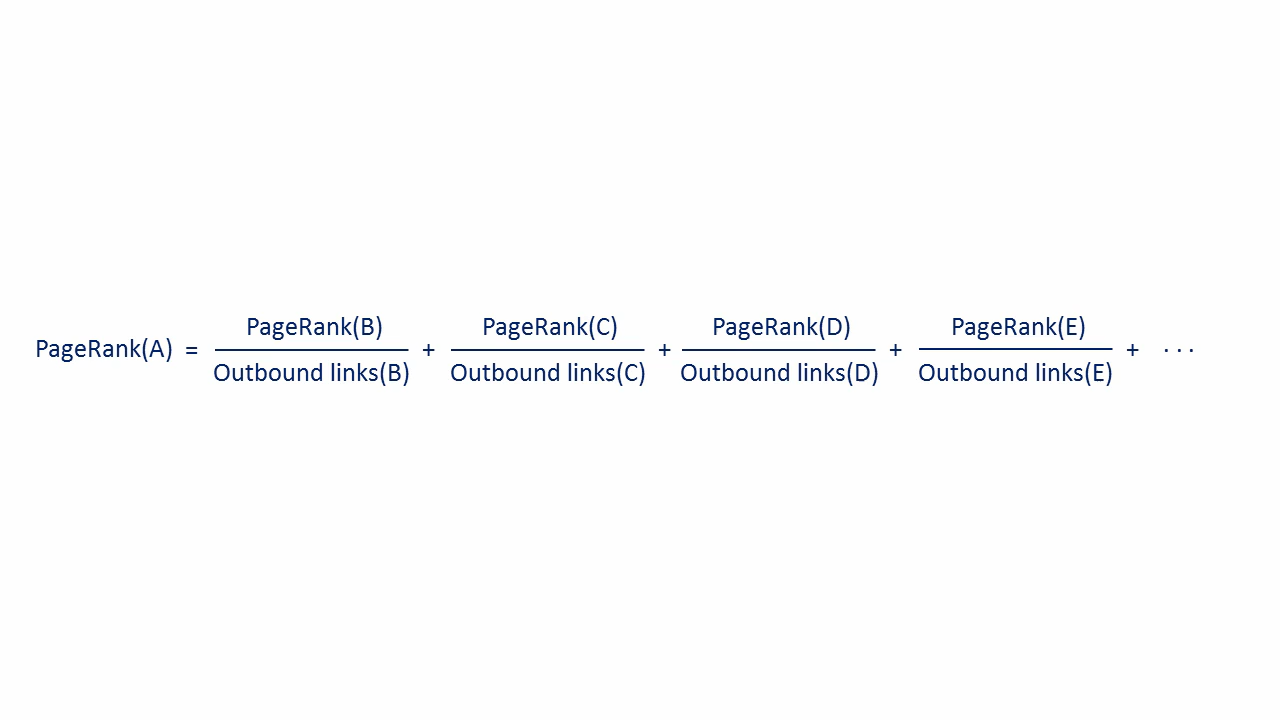 PageRank(A) = PageRank(B) / Outbound links(B) + PageRank(C) / Outbound links(C) + PageRank(D) / Outbound links(D) + PageRank(E) / Outbound links(E) + · · ·